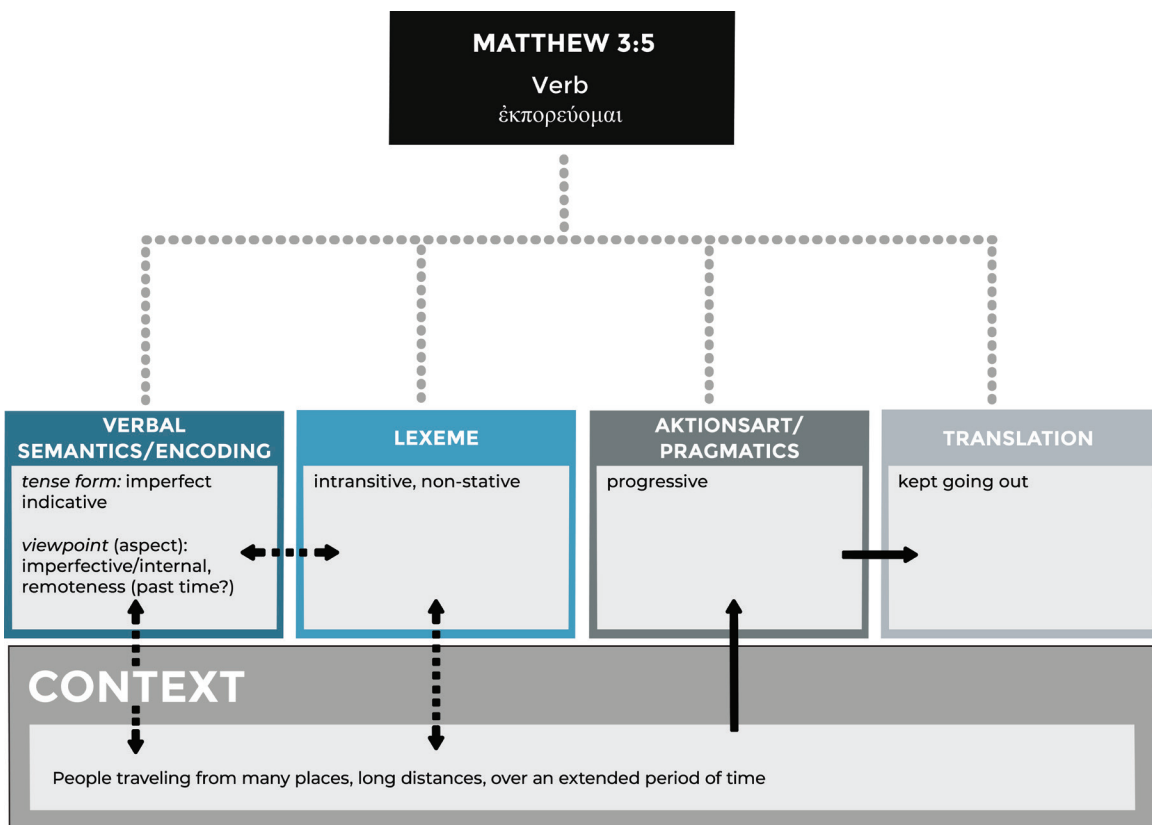 MATTHEW 3:5
Verb
ἐκπορεύομαι
VERBAL
SEMANTICS/ENCODING
tense form: imperfect
indicative
viewpoint (aspect):
imperfective/internal,
remoteness (past time?)
LEXEME
intransitive, non-stative
AKTIONSART/
PRAGMATICS
progressive
TRANSLATION
kept going out
CONTEXT
People traveling from many places, long distances, over an extended period of time